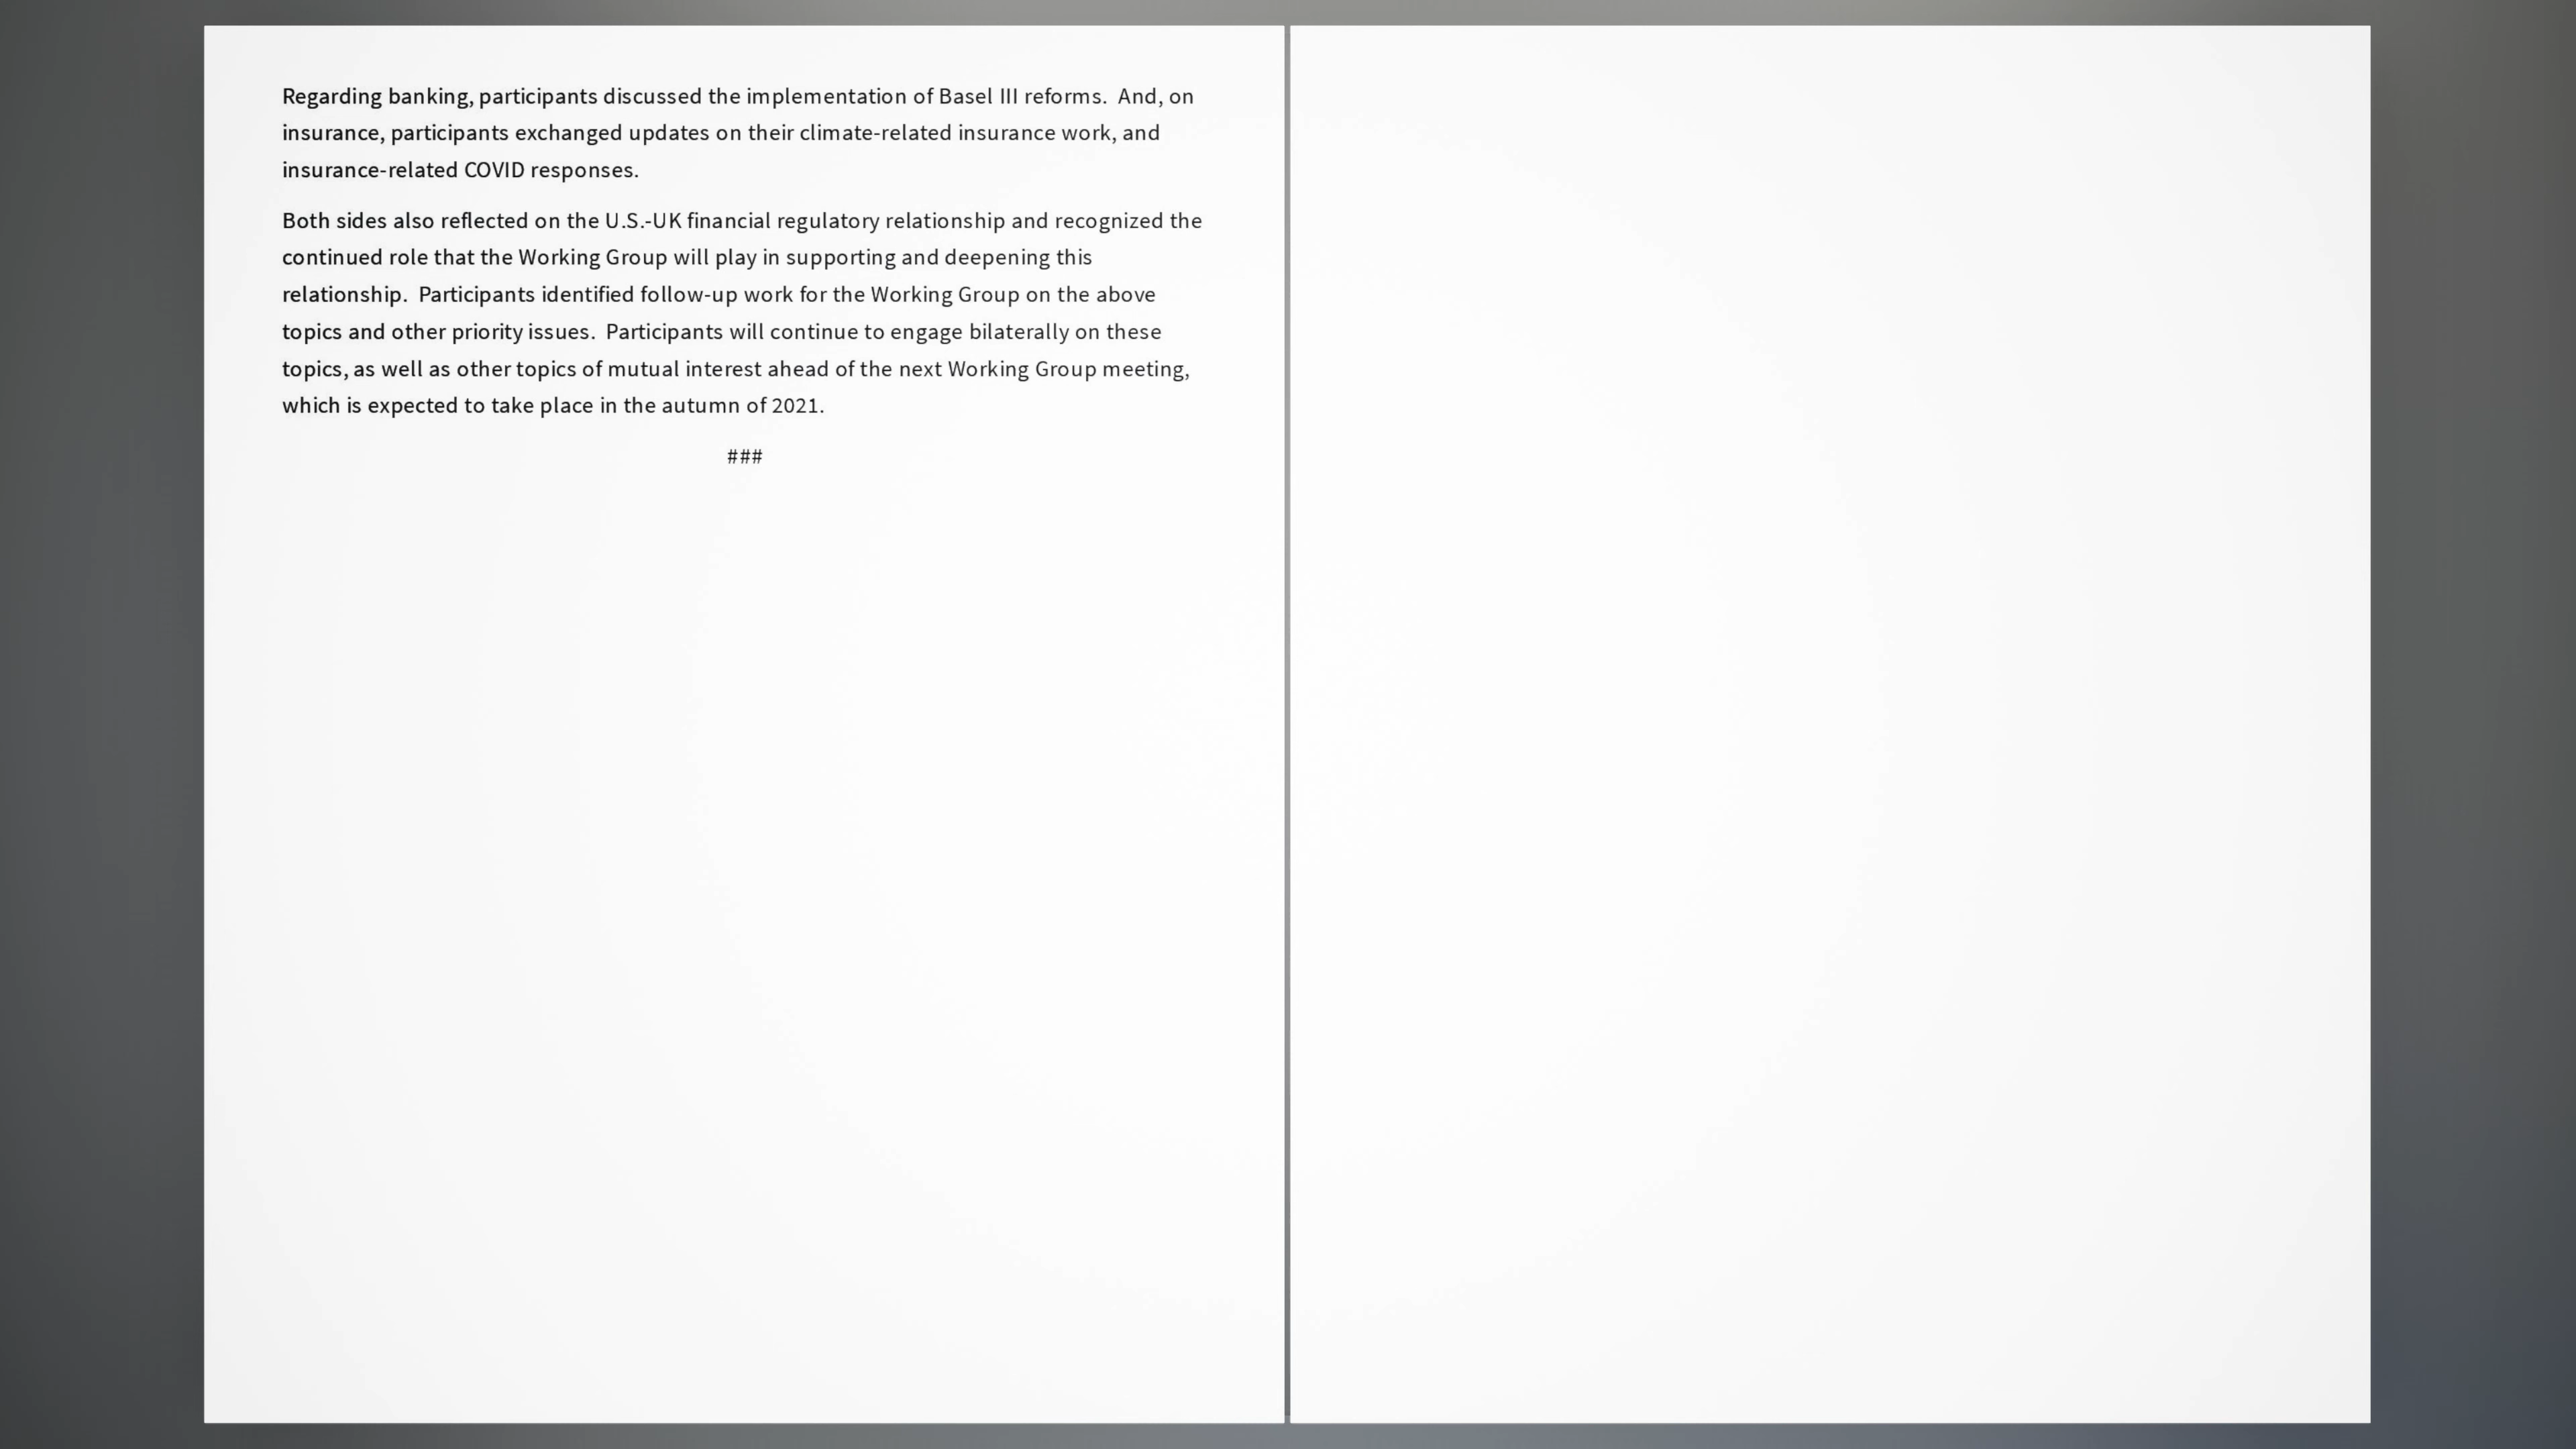 Regarding banking, participants discussed the implementation of Basel III reforms.  And, on
insurance, participants exchanged updates on their climate-related insurance work, and
insurance-related COVID responses.
Both sides also reflected on the U.S.-UK financial regulatory relationship and recognized the
continued role that the Working Group will play in supporting and deepening this
relationship.  Participants identified follow-up work for the Working Group on the above
topics and other priority issues.  Participants will continue to engage bilaterally on these
topics, as well as other topics of mutual interest ahead of the next Working Group meeting,
which is expected to take place in the autumn of 2021.
###